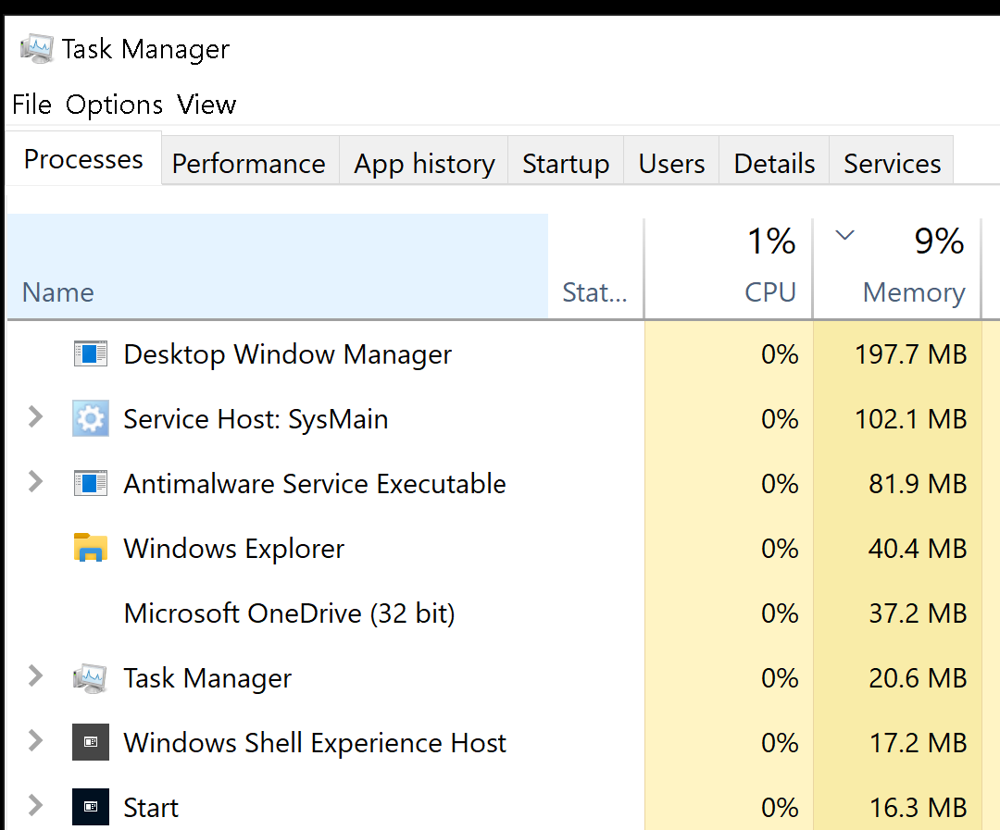 Task Manager
File Options View
Processes Performance App history Startup Users Details Services
1% 9%
Name Stat... CPU Memory
Desktop Window Manager 0% 197.7 MB
Service Host: SysMain 0% 102.1 MB
Antimalware Service Executable 0% 81.9 MB
Windows Explorer 0% 40.4 MB
Microsoft OneDrive (32 bit) 0% 37.2 MB
Task Manager 0% 20.6 MB
Windows Shell Experience Host 0% 17.2 MB
Start 0% 16.3 MB